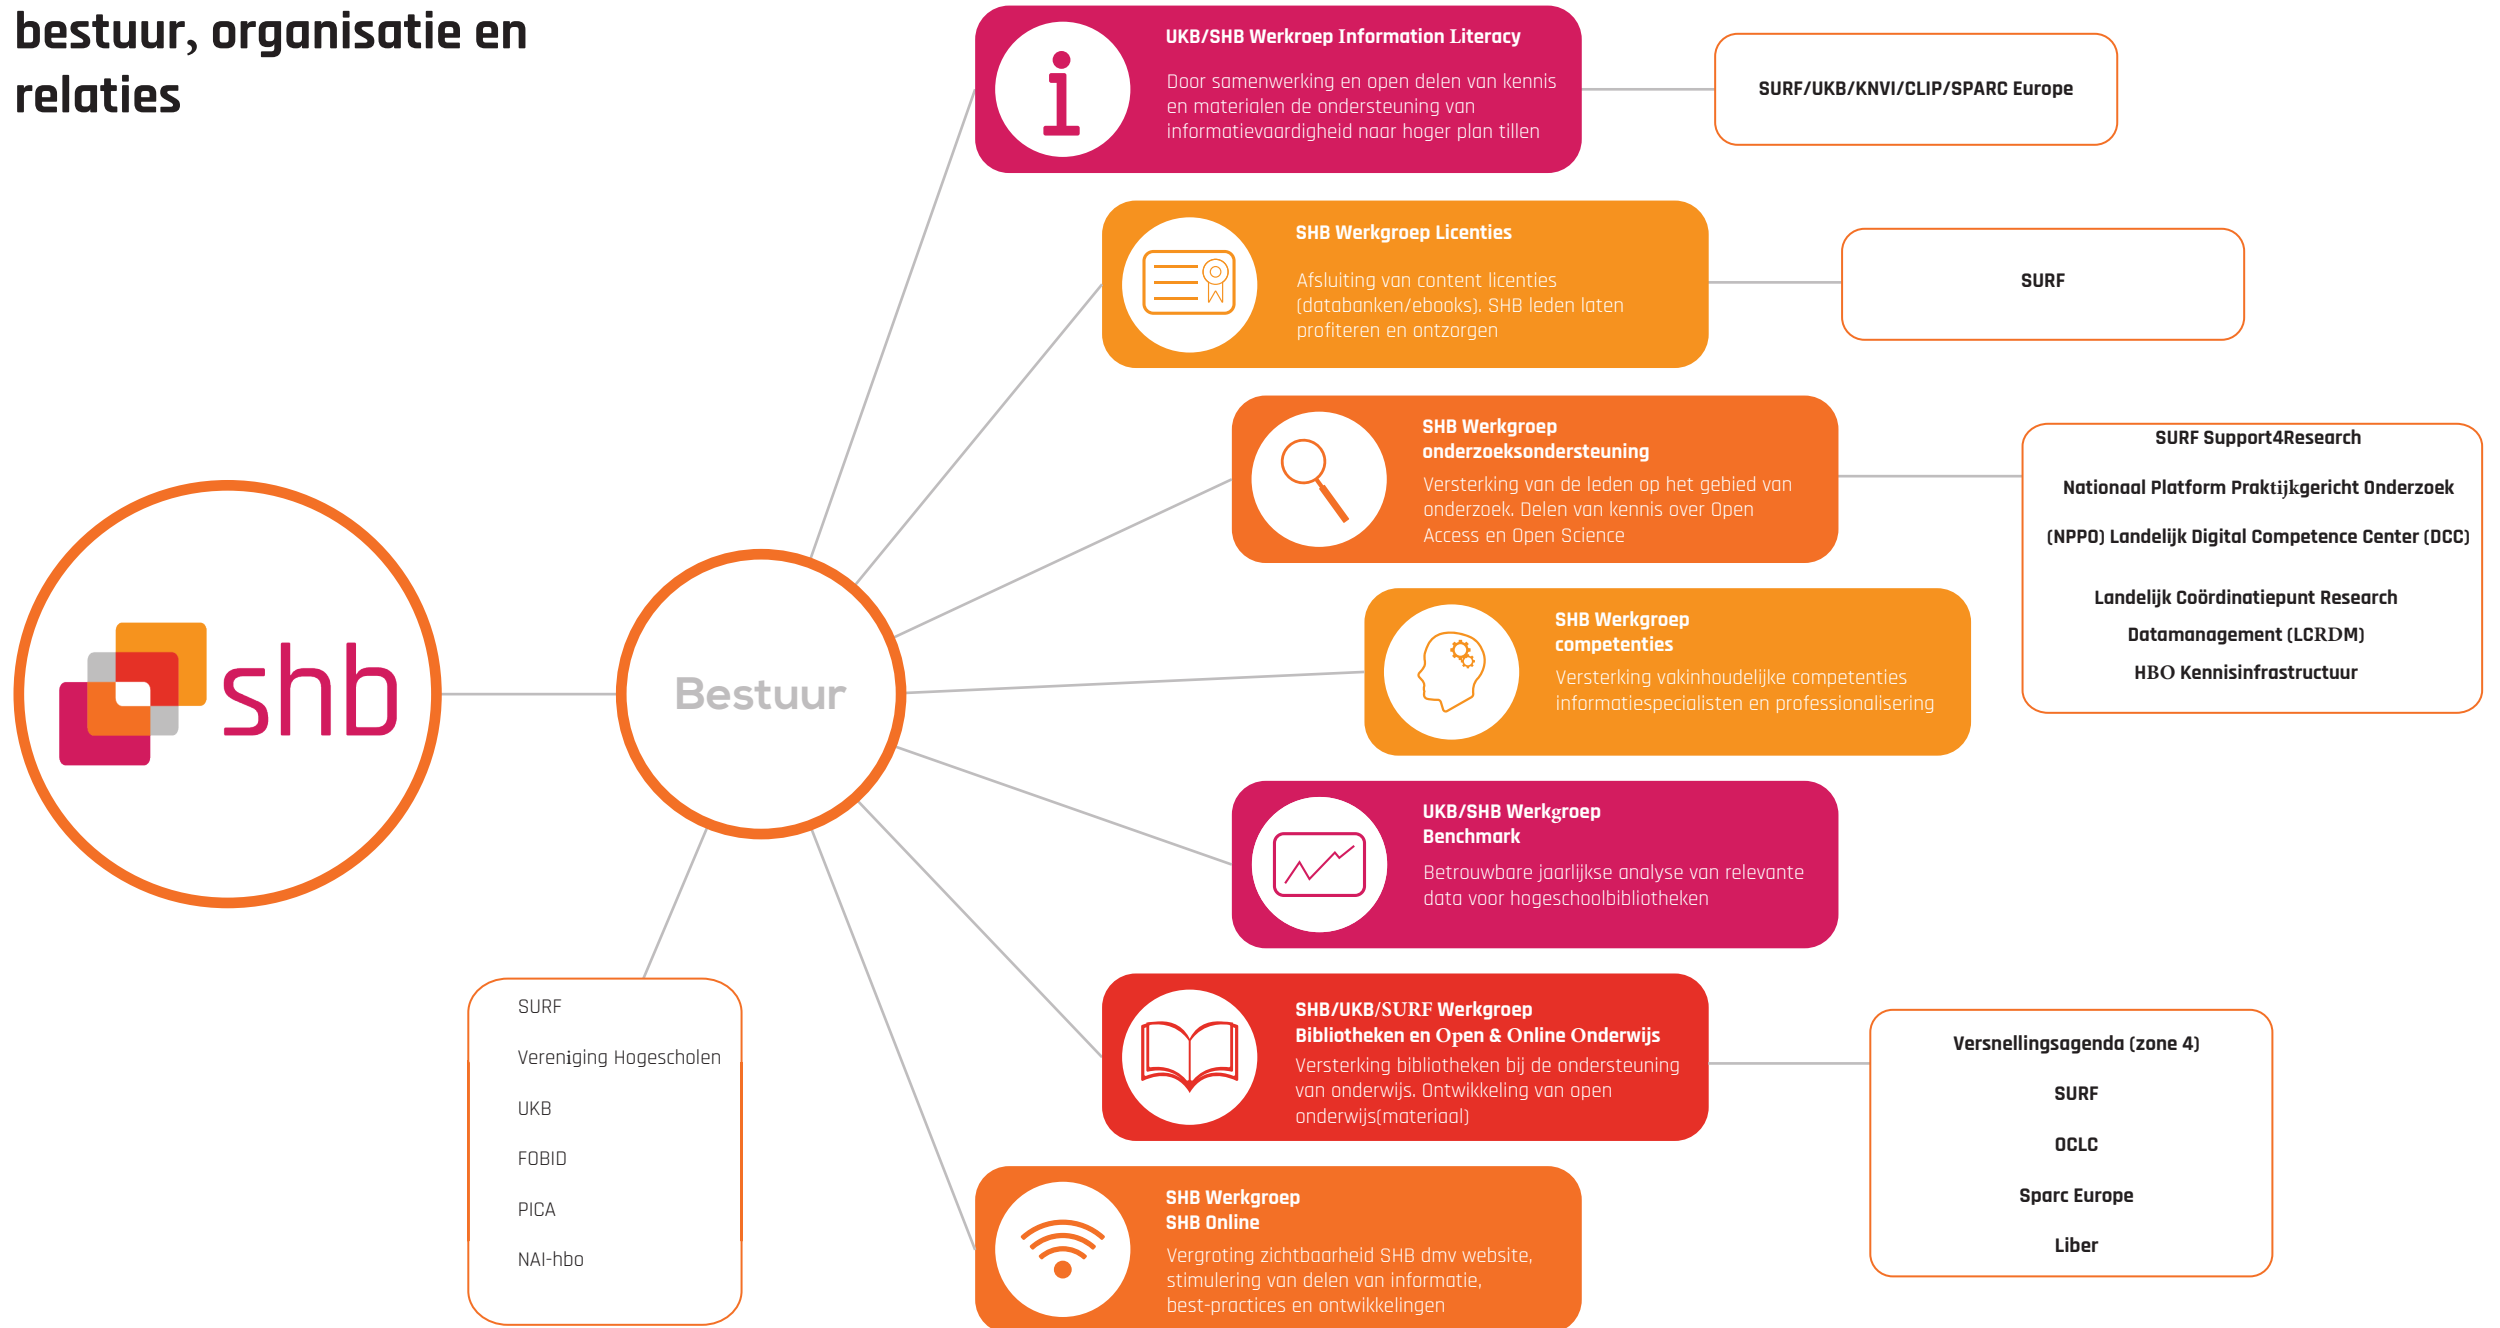 bestuur, organisatie en
relaties
shb
Bestuur
SURF
Vereniging Hogescholen
UKB
FOBID
PICA
NAI-hbo
UKB/SHB Werkroep Information Literacy
Door samenwerking en open delen van kennis
en materialen de ondersteuning van
informatievaardigheid naar hoger plan tillen
SURF/UKB/KNVI/CLIP/SPARC Europe
SHB Werkgroep Licenties
Afsluiting van content licenties
(databanken/ebooks). SHB leden laten
profiteren en ontzorgen
SURF
SHB Werkgroep
onderzoeksondersteuning
Versterking van de leden op het gebied van
onderzoek. Delen van kennis over Open
Access en Open Science
SURF Support4Research
Nationaal Platform Praktijkgericht Onderzoek
(NPPO) Landelijk Digital Competence Center (DCC)
Landelijk Coördinatiepunt Research
Datamanagement (LCRDM)
HBO Kennisinfrastructuur
SHB Werkgroep
competenties
Versterking vakinhoudelijke competenties
informatiespecialisten en professionalisering
UKB/SHB Werkgroep
Benchmark
Betrouwbare jaarlijkse analyse van relevante
data voor hogeschoolbibliotheken
SHB/UKB/SURF Werkgroep
Bibliotheken en Open & Online Onderwijs
Versterking bibliotheken bij de ondersteuning
van onderwijs. Ontwikkeling van open
onderwijs(materiaal)
Versnellingsagenda (zone 4)
SURF
OCLC
Sparc Europe
Liber
SHB Werkgroep
SHB Online
Vergroting zichtbaarheid SHB dmv website,
stimulering van delen van informatie,
best-practices en ontwikkelingen